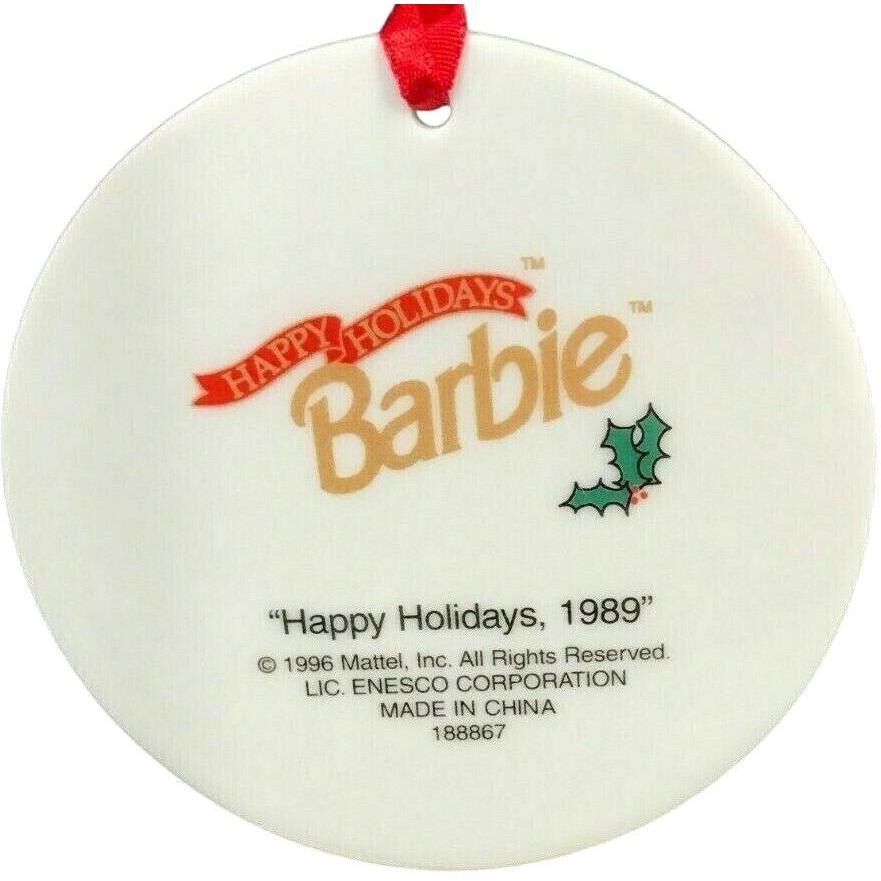 HAPPY HOLIDAYS™
Barbie™
“Happy Holidays, 1989”
© 1996 Mattel, Inc. All Rights Reserved.
LIC. ENESCO CORPORATION
MADE IN CHINA
188867